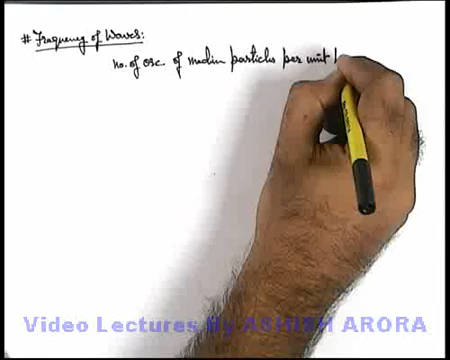 # Frequency of Waves:
no. of osc. of medium particles per unit
Video Lectures By ASHISH ARORA